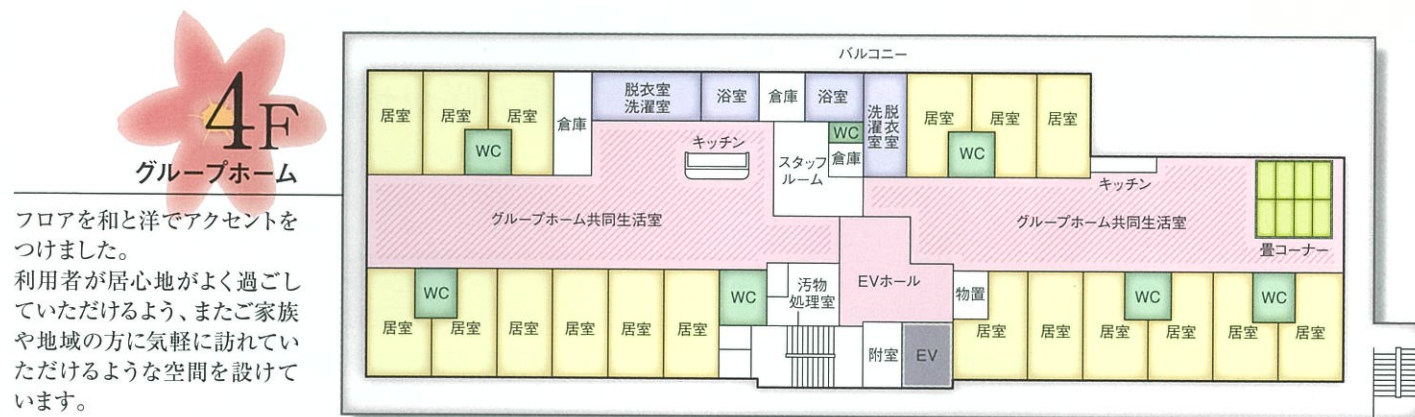 4F
グループホーム
フロアを和と洋でアクセントを
つけました。
利用者が居心地がよく過ごし
ていただけるよう、またご家族
や地域の方に気軽に訪れてい
ただけるような空間を設けて
います。
バルコニー
居室
居室
居室
WC
倉庫
脱衣室
洗濯室
浴室
倉庫
浴室
脱衣室
洗濯室
居室
居室
居室
WC
WC
倉庫
スタッフ
ルーム
キッチン
キッチン
グループホーム共同生活室
グループホーム共同生活室
畳コーナー
居室
WC
居室
居室
居室
居室
居室
WC
汚物
処理室
EVホール
物置
附室
EV
居室
居室
居室
WC
居室
居室
WC
居室